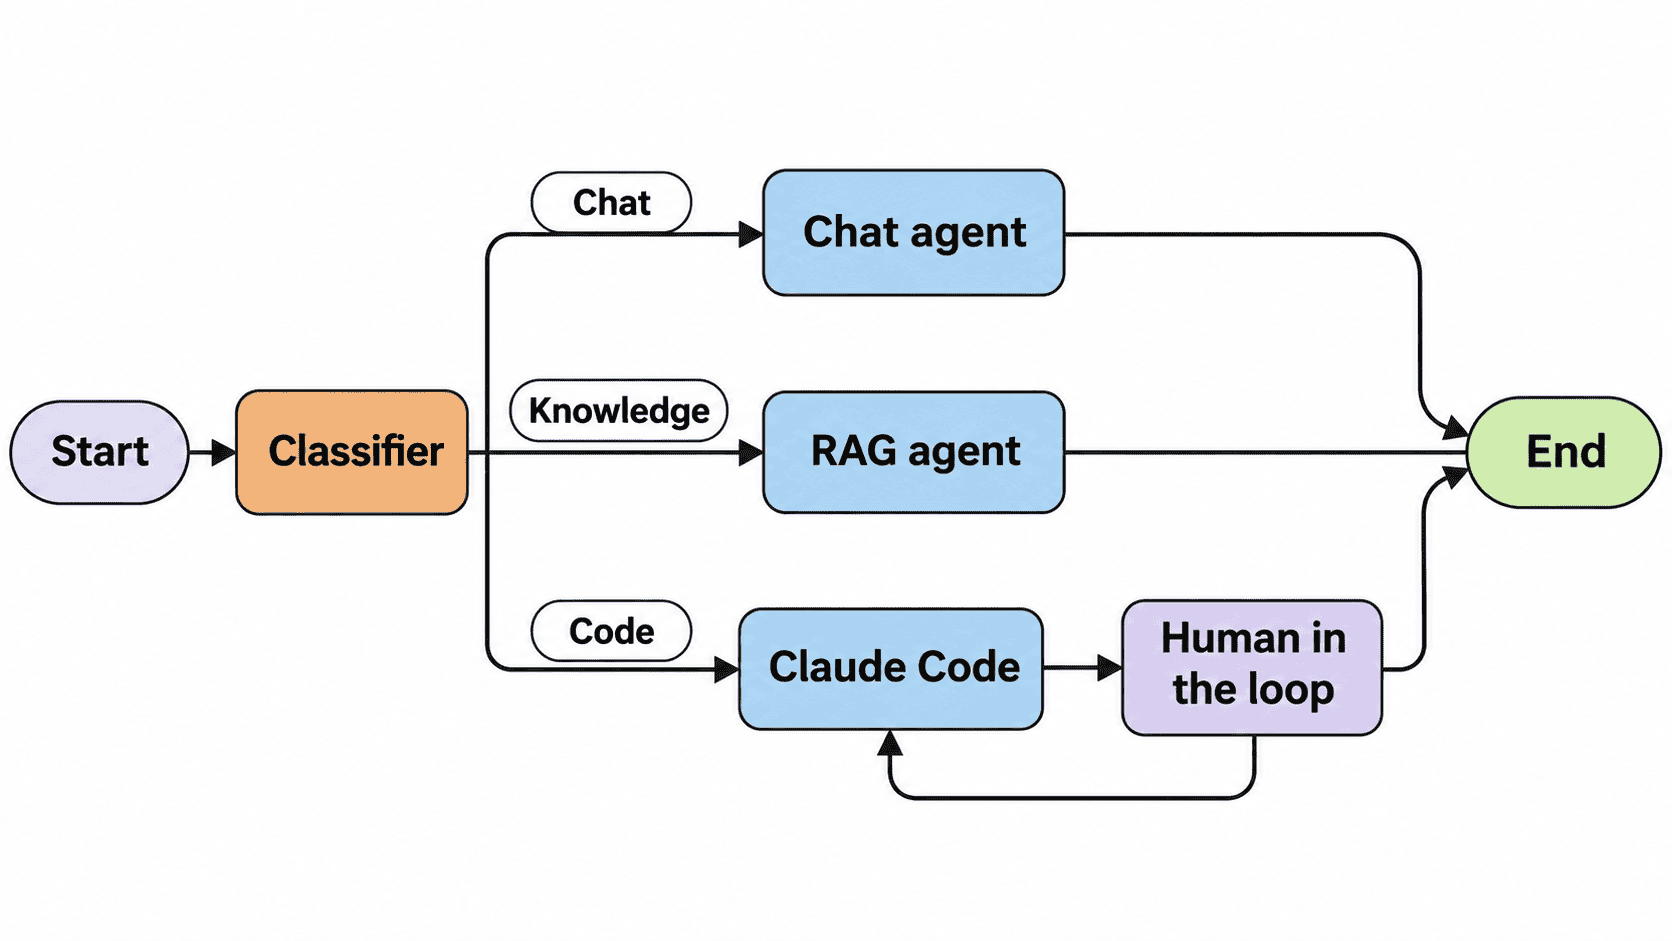 Chat
Chat agent
Knowledge
Start
Classifier
RAG agent
End
Code
Claude Code
Human in
the loop